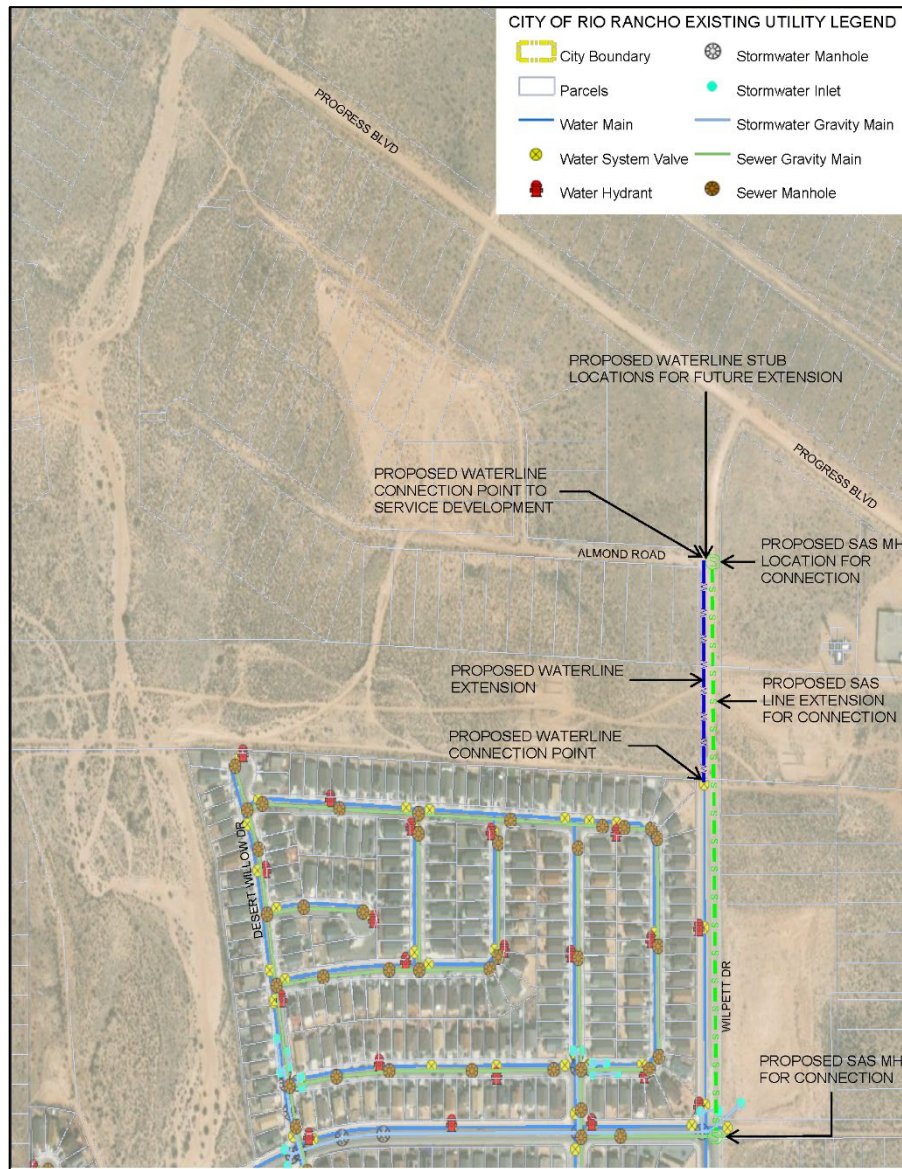 CITY OF RIO RANCHO EXISTING UTILITY LEGEND
City Boundary
Stormwater Manhole
Parcels
Stormwater Inlet
Water Main
Stormwater Gravity Main
Water System Valve
Sewer Gravity Main
Water Hydrant
Sewer Manhole
PROGRESS BLVD
PROPOSED WATERLINE STUB
LOCATIONS FOR FUTURE EXTENSION
PROGRESS BLVD
PROPOSED WATERLINE
CONNECTION POINT TO
SERVICE DEVELOPMENT
ALMOND ROAD
PROPOSED SAS MH
LOCATION FOR
CONNECTION
PROPOSED WATERLINE
EXTENSION
PROPOSED SAS
LINE EXTENSION
FOR CONNECTION
PROPOSED WATERLINE
CONNECTION POINT
DESERT WILLOW DR
WILPETT DR
PROPOSED SAS MH
FOR CONNECTION